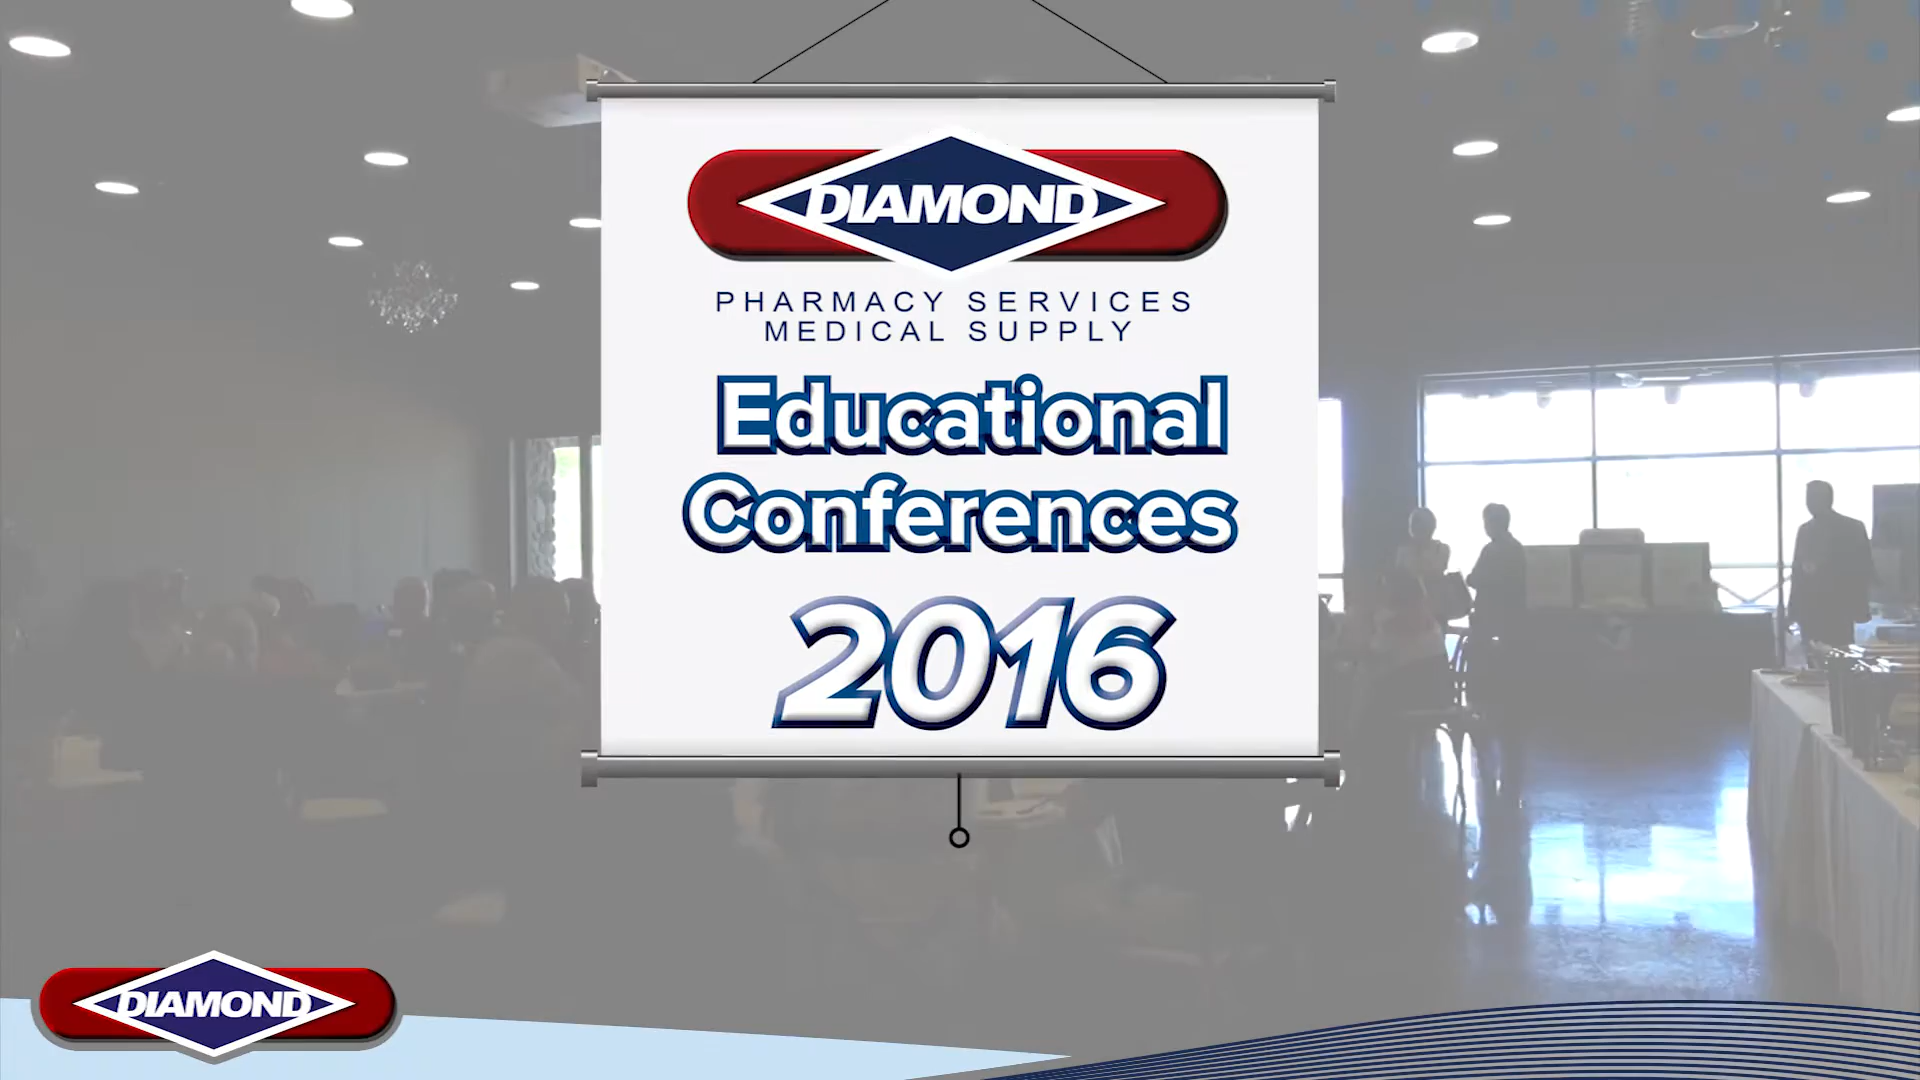 DIAMOND
PHARMACY SERVICES
MEDICAL SUPPLY
Educational
Conferences
2016
DIAMOND